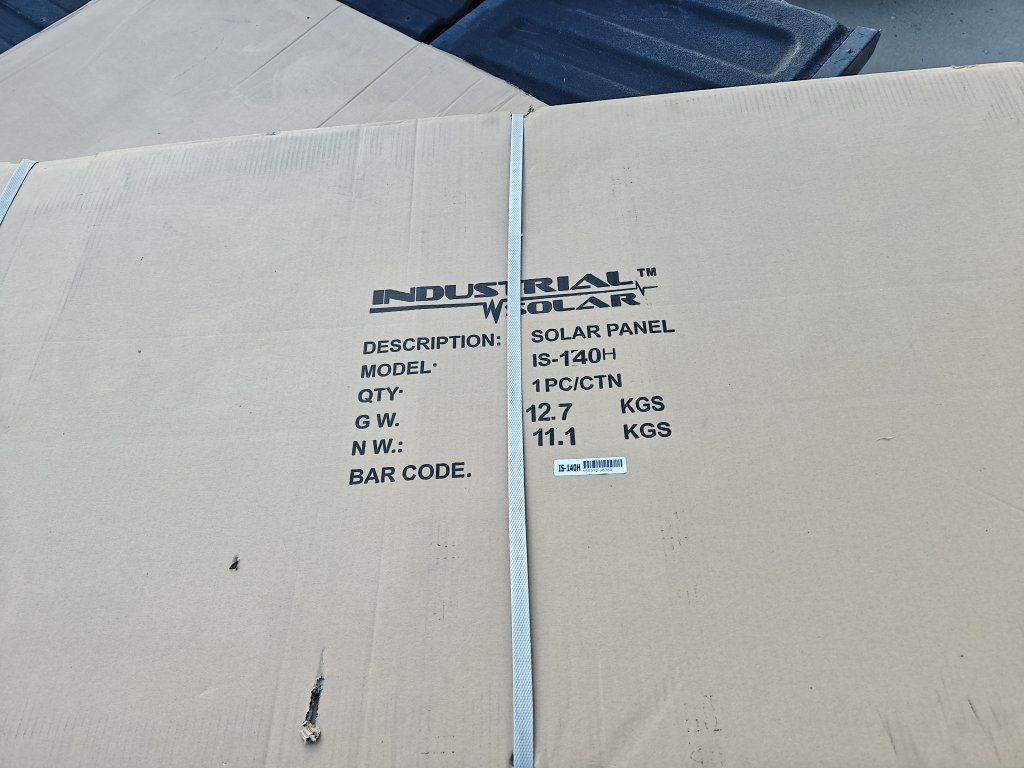 INDUSTRIAL™
SOLAR
DESCRIPTION: SOLAR PANEL
MODEL· IS-140H
QTY· 1PC/CTN
G W. 12.7 KGS
N W.: 11.1 KGS
BAR CODE. IS-140H